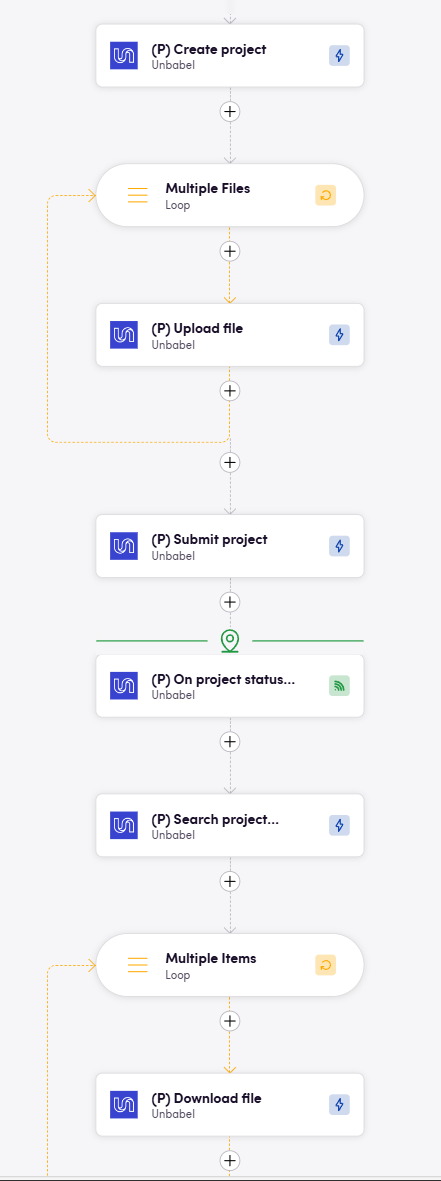 (P) Create project
Unbabel
Multiple Files
Loop
(P) Upload file
Unbabel
(P) Submit project
Unbabel
(P) On project status...
Unbabel
(P) Search project...
Unbabel
Multiple Items
Loop
(P) Download file
Unbabel